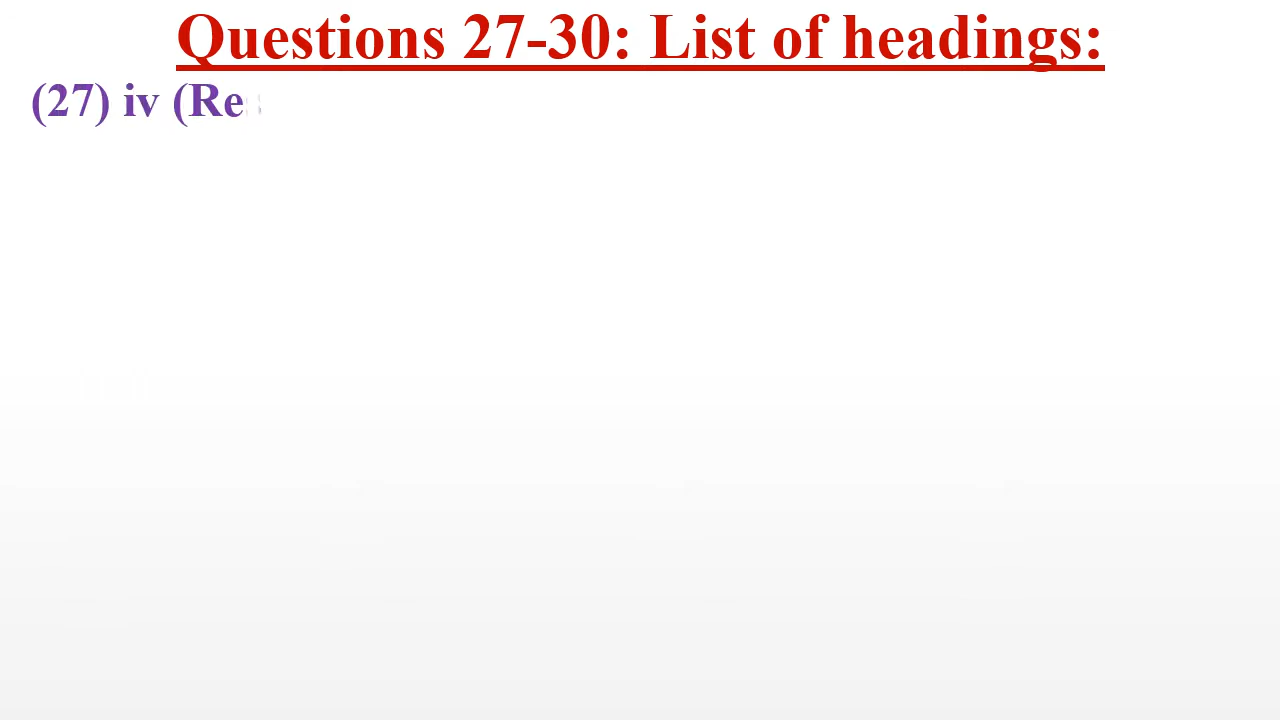 Questions 27-30: List of headings:
(27) iv (Re